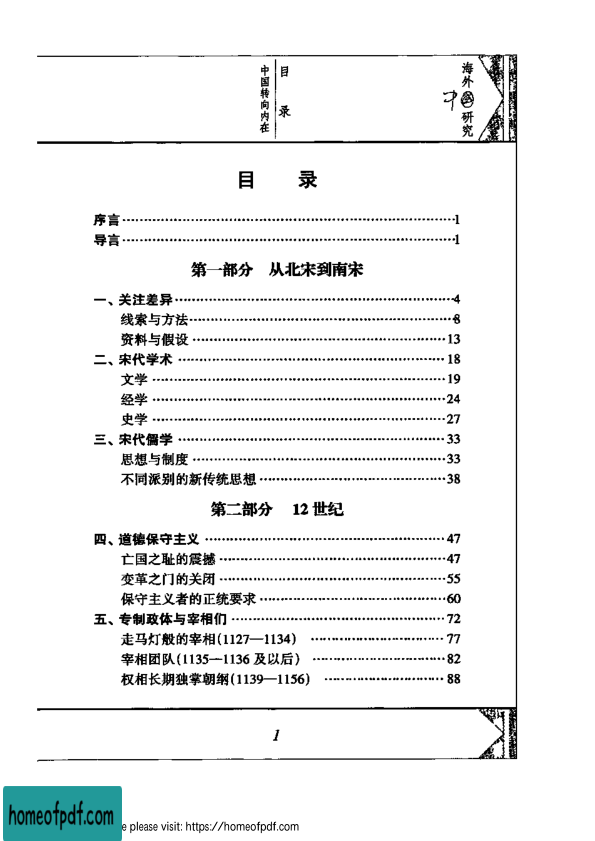 中国转向内在
目录
海外中国研究
目 录
序言……1
导言……1
第一部分 从北宋到南宋
一、关注差异……4
线索与方法……8
资料与假设……13
二、宋代学术……18
文学……19
经学……24
史学……27
三、宋代儒学……33
思想与制度……33
不同派别的新传统思想……38
第二部分 12世纪
四、道德保守主义……47
亡国之耻的震撼……47
变革之门的关闭……55
保守主义者的正统要求……60
五、专制政体与宰相们……72
走马灯般的宰相(1127—1134)……77
宰相团队(1135—1136及以后)……82
权相长期独掌朝纲(1139—1156)……88
1
homeofpdf.com
e please visit: https://homeofpdf.com